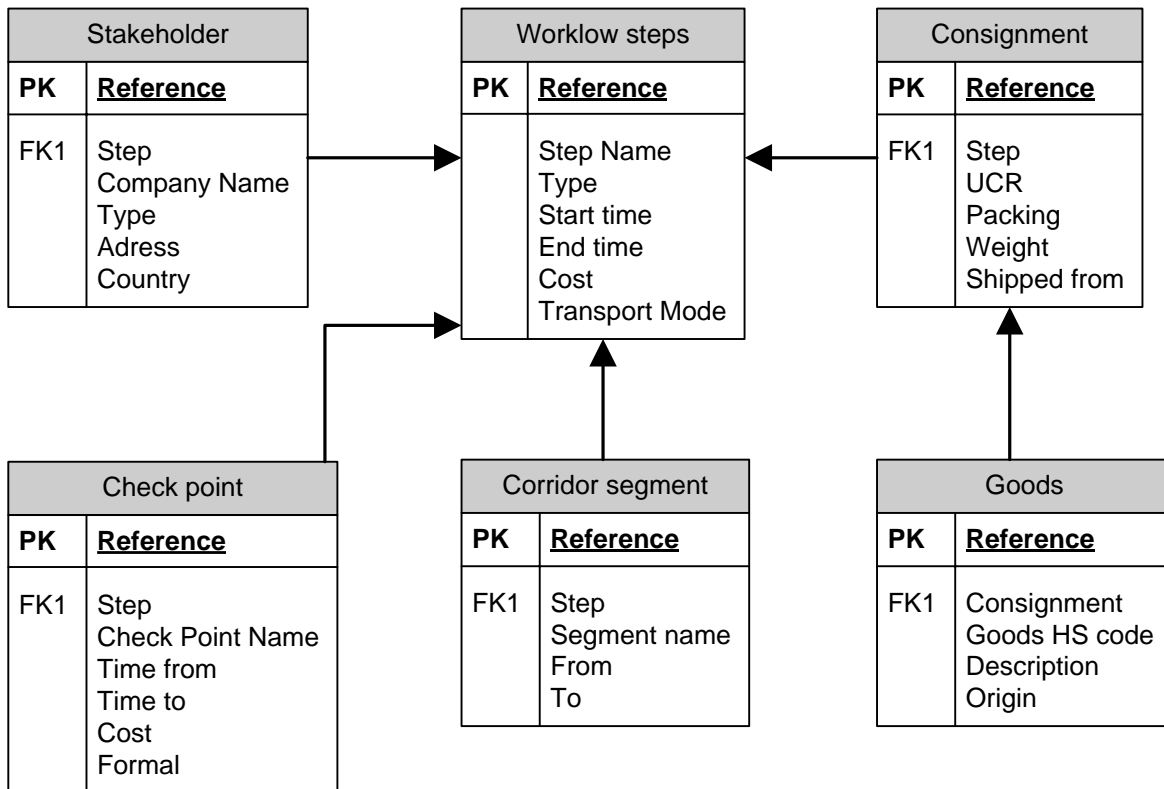 Stakeholder
PK Reference
FK1 Step
Company Name
Type
Adress
Country
Worklow steps
PK Reference
Step Name
Type
Start time
End time
Cost
Transport Mode
Consignment
PK Reference
FK1 Step
UCR
Packing
Weight
Shipped from
Check point
PK Reference
FK1 Step
Check Point Name
Time from
Time to
Cost
Formal
Corridor segment
PK Reference
FK1 Step
Segment name
From
To
Goods
PK Reference
FK1 Consignment
Goods HS code
Description
Origin